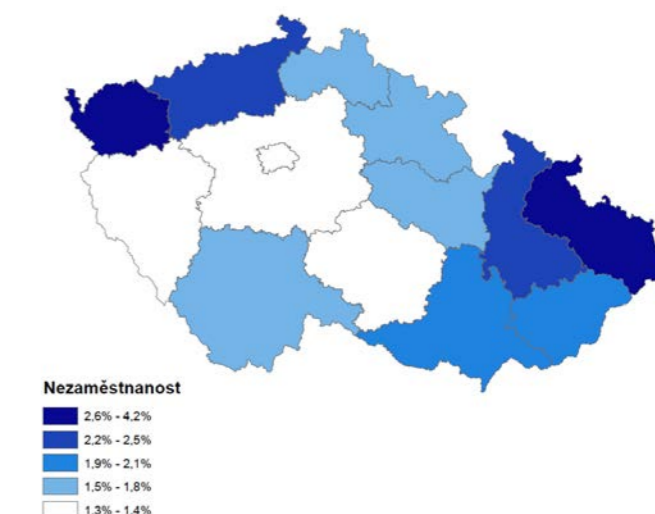 Nezaměstnanost
2,6% - 4,2%
2,2% - 2,5%
1,9% - 2,1%
1,5% - 1,8%
1,3% - 1,4%